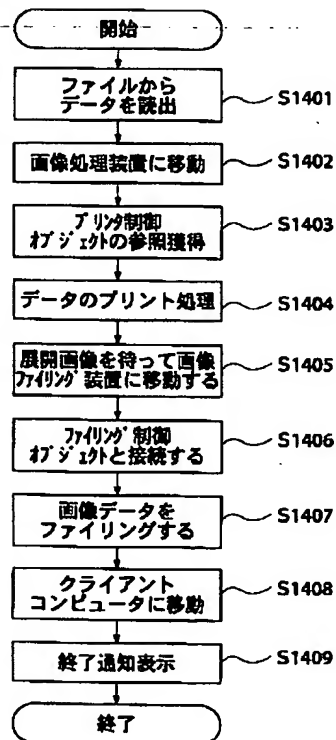 開始
ファイルから
データを読出
S1401
画像処理装置に移動
S1402
プリンタ制御
オブジェクトの参照獲得
S1403
データのプリント処理
S1404
展開画像を待って画像
ファイリング装置に移動する
S1405
ファイリング制御
オブジェクトと接続する
S1406
画像データを
ファイリングする
S1407
クライアント
コンピュータに移動
S1408
終了通知表示
S1409
終了